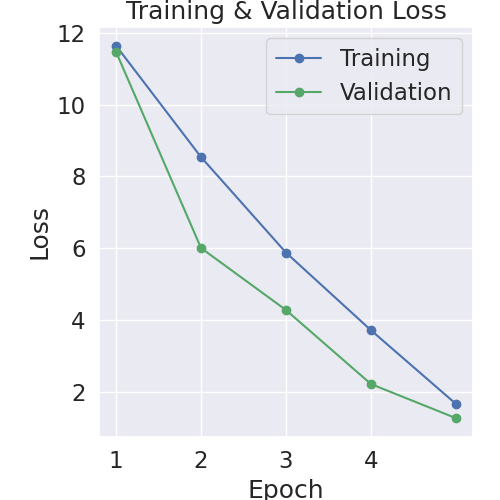 Training & Validation Loss
Training
Validation
12
10
8
6
4
2
Loss
1 2 3 4
Epoch